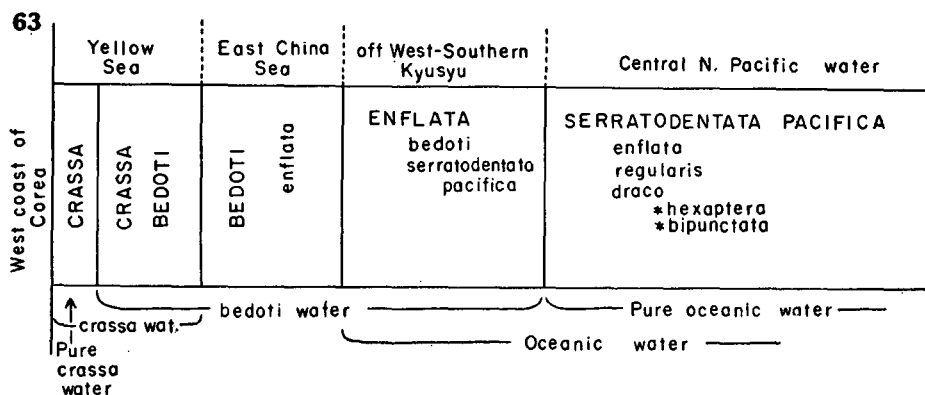 63
Yellow
Sea
East China
Sea
off West-Southern
Kyusyu
Central N. Pacific water
West coast of
Corea
CRASSA
CRASSA
BEDOTI
BEDOTI
enflata
ENFLATA
bedoti
serratodentata
pacifica
SERRATODENTATA PACIFICA
enflata
regularis
draco
*hexaptera
*bipunctata
bedoti wafer
Pure oceanic water
crassa wat.
Oceanic water
Pure
crassa
water